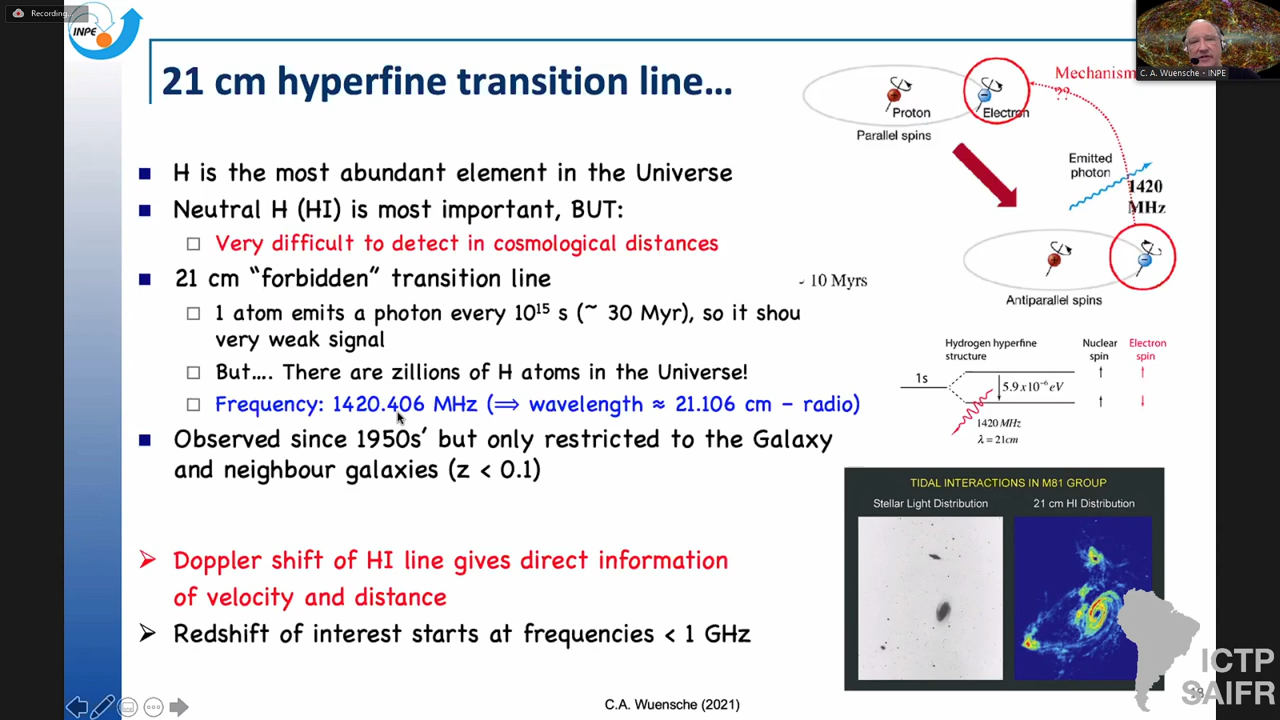 Recording...
INPE
21 cm hyperfine transition line...
C. A. Wuensche - INPE
Mechanism
??
Proton
Electron
Parallel spins
Emitted
photon
1420
MHz
Antiparallel spins
H is the most abundant element in the Universe
Neutral H (HI) is most important, BUT:
Very difficult to detect in cosmological distances
21 cm “forbidden” transition line
10 Myrs
1 atom emits a photon every 10¹⁵ s (~ 30 Myr), so it shou
very weak signal
But.... There are zillions of H atoms in the Universe!
Frequency: 1420.406 MHz (⟹ wavelength ≈ 21.106 cm – radio)
Observed since 1950s’ but only restricted to the Galaxy
and neighbour galaxies (z < 0.1)
Doppler shift of HI line gives direct information
of velocity and distance
Redshift of interest starts at frequencies < 1 GHz
Hydrogen hyperfine
structure
Nuclear
spin
Electron
spin
1s
5.9x10⁻⁶eV
1420 MHz
λ = 21cm
TIDAL INTERACTIONS IN M81 GROUP
Stellar Light Distribution
21 cm HI Distribution
C.A. Wuensche (2021)
ICTP
SAIFR